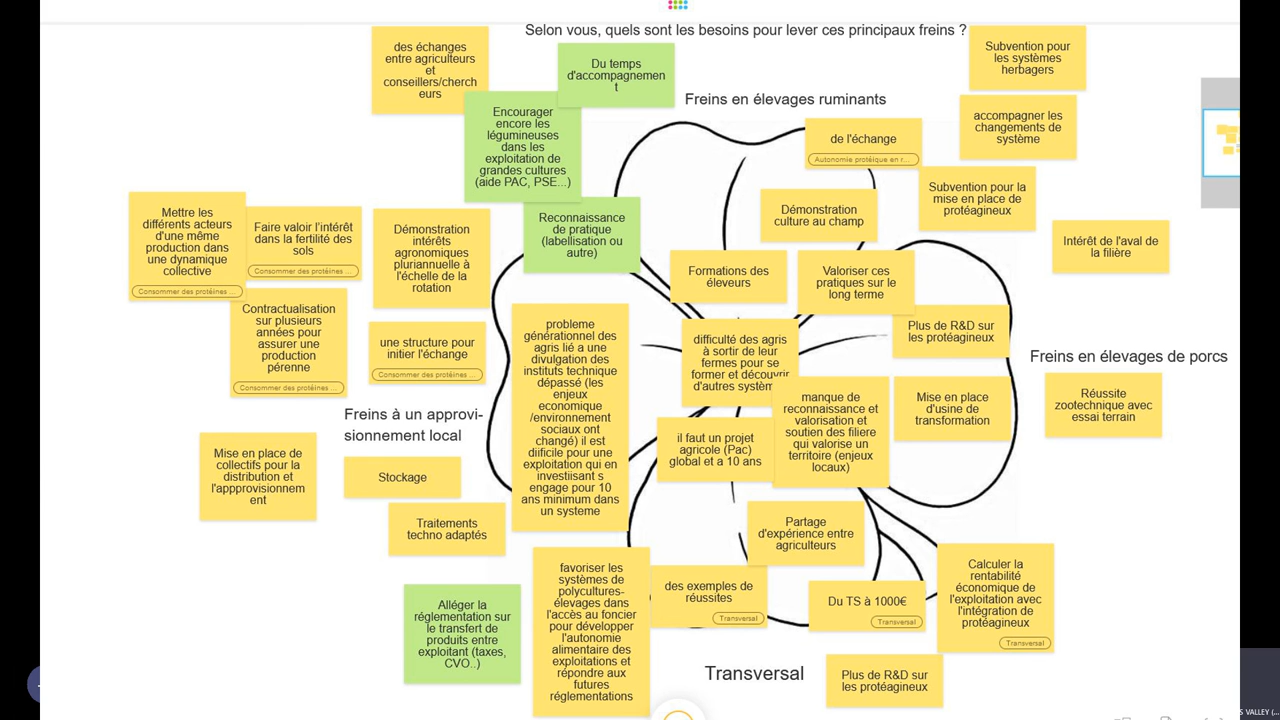 Selon vous, quels sont les besoins pour lever ces principaux freins ?
des échanges
entre agriculteurs
et
conseillers/cherch
eurs
Du temps
d'accompagnemen
t
Subvention pour
les systèmes
herbagers
Encourager
encore les
légumineuses
dans les
exploitation de
grandes cultures
(aide PAC, PSE...)
Freins en élevages ruminants
de l'échange
Autonomie protéique en r...
accompagner les
changements de
système
Subvention pour la
mise en place de
protéagineux
Démonstration
culture au champ
Intérêt de l'aval de
la filière
Reconnaissance
de pratique
(labellisation ou
autre)
Mettre les
différents acteurs
d'une même
production dans
une dynamique
collective
Consommer des protéines ...
Faire valoir l'intérêt
dans la fertilité des
sols
Consommer des protéines ...
Démonstration
intérêts
agronomiques
pluriannuelle à
l'échelle de la
rotation
Formations des
éleveurs
Valoriser ces
pratiques sur le
long terme
Contractualisation
sur plusieurs
années pour
assurer une
production
pérenne
Consommer des protéines ...
une structure pour
initier l'échange
Consommer des protéines ...
probleme
générationnel des
agris lié a une
divulgation des
instituts technique
dépassé (les
enjeux
economique
/environnement
sociaux ont
changé) il est
dificile pour une
exploitation qui en
investiisant s
engage pour 10
ans minimum dans
un systeme
difficulté des agris
à sortir de leur
fermes pour se
former et découvrir
d'autres systèm
Plus de R&D sur
les protéagineux
Freins en élevages de porcs
manque de
reconnaissance et
valorisation et
soutien des filiere
qui valorise un
territoire (enjeux
locaux)
Mise en place
d'usine de
transformation
Réussite
zootechnique avec
essai terrain
Freins à un approvi-
sionnement local
il faut un projet
agricole (Pac)
global et a 10 ans
Mise en place de
collectifs pour la
distribution et
l'appprovisionnem
ent
Stockage
Traitements
techno adaptés
Partage
d'expérience entre
agriculteurs
Alléger la
réglementation sur
le transfert de
produits entre
exploitant (taxes,
CVO..)
favoriser les
systèmes de
polycultures-
élevages dans
l'accès au foncier
pour développer
l'autonomie
alimentaire des
exploitations et
répondre aux
futures
réglementations
des exemples de
réussites
Transversal
Du TS à 1000€
Transversal
Calculer la
rentabilité
économique de
l'exploitation avec
l'intégration de
protéagineux
Transversal
Transversal
Plus de R&D sur
les protéagineux
VALLEY (...